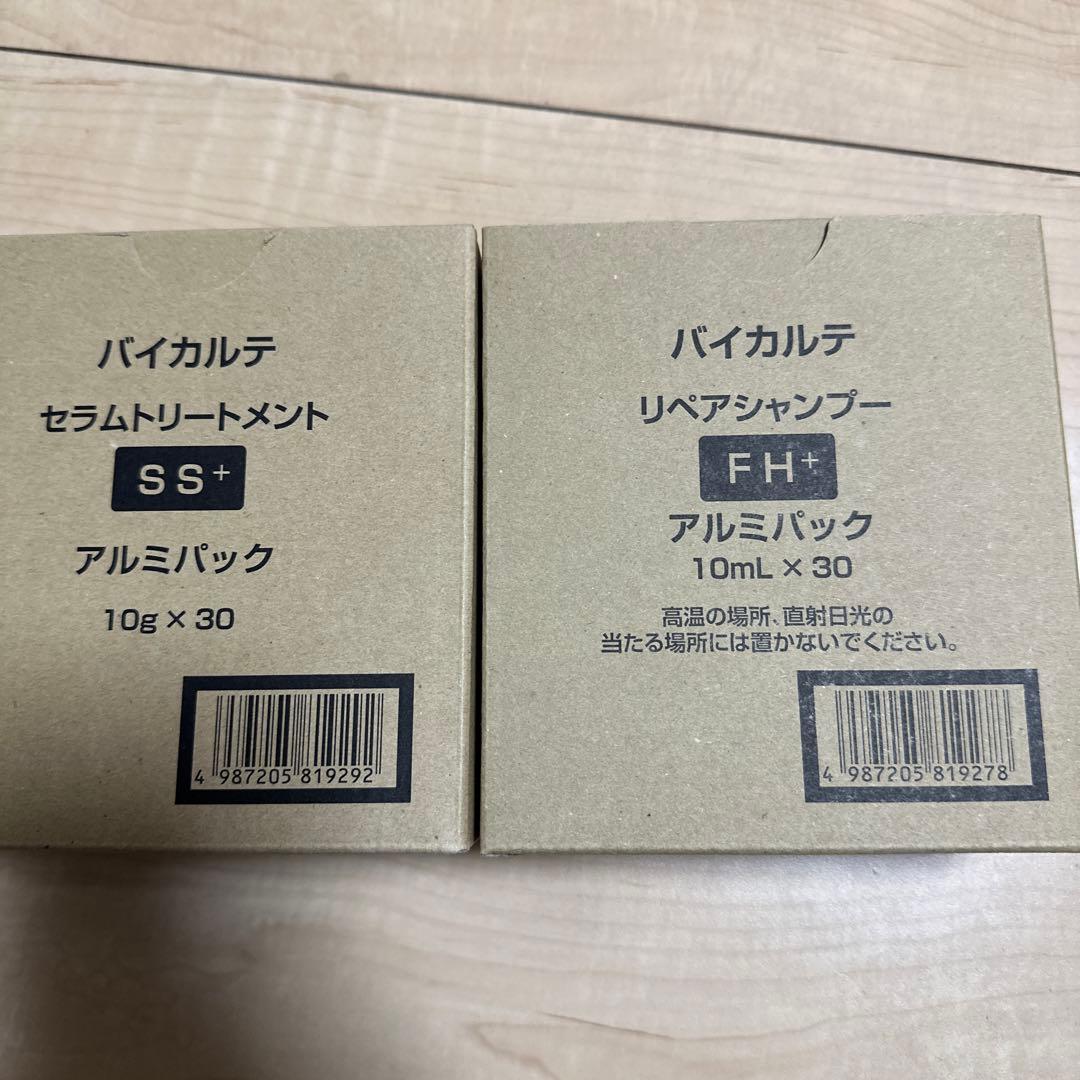 バイカルテ
セラムトリートメント
SS+
アルミパック
10g×30
4 987205 819292
バイカルテ
リペアシャンプー
FH+
アルミパック
10mL×30
高温の場所、直射日光の
当たる場所には置かないでください。
4 987205 819278